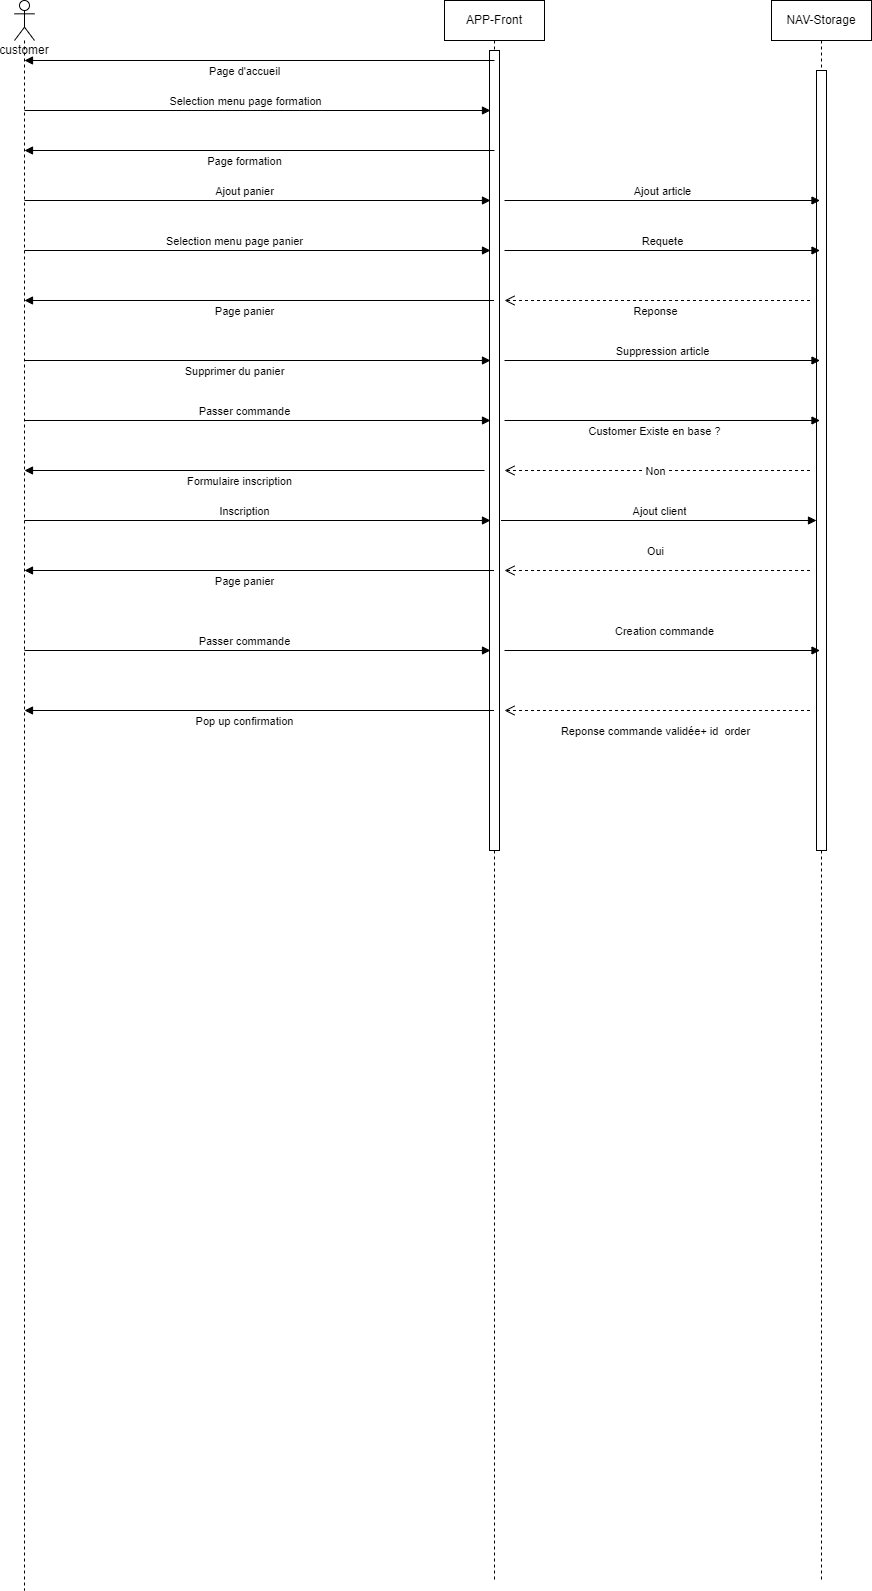 customer
APP-Front
NAV-Storage
Page d'accueil
Selection menu page formation
Page formation
Ajout panier
Ajout article
Selection menu page panier
Requete
Page panier
Reponse
Suppression article
Supprimer du panier
Passer commande
Customer Existe en base ?
Non
Formulaire inscription
Inscription
Ajout client
Oui
Page panier
Creation commande
Passer commande
Pop up confirmation
Reponse commande validée+ id  order